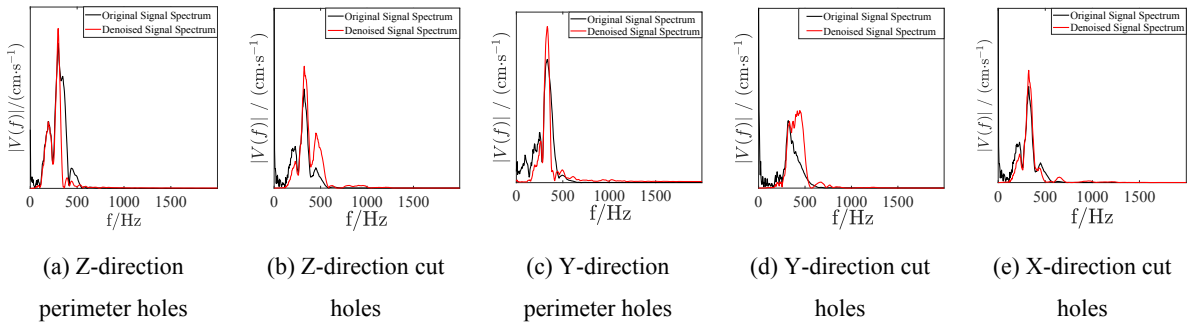 Original Signal Spectrum
Denoised Signal Spectrum
|V(f)|/(cm·s⁻¹)
0 500 1000 1500
f/Hz
(a) Z-direction
perimeter holes
Original Signal Spectrum
Denoised Signal Spectrum
|V(f)| / (cm·s⁻¹)
0 500 1000 1500
f/Hz
(b) Z-direction cut
holes
Original Signal Spectrum
Denoised Signal Spectrum
|V(f)| / (cm·s⁻¹)
0 500 1000 1500
f/Hz
(c) Y-direction
perimeter holes
Original Signal Spectrum
Denoised Signal Spectrum
|V(f)| / (cm·s⁻¹)
0 500 1000 1500 2000
f/Hz
(d) Y-direction cut
holes
Original Signal Spectrum
Denoised Signal Spectrum
|V(f)| / (cm·s⁻¹)
0 500 1000 1500
f/Hz
(e) X-direction cut
holes